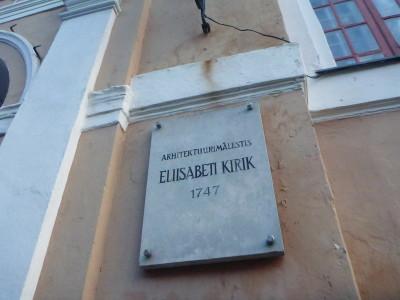 ARHITEKTUURIMÄLESTIS
ELIISABETI KIRIK
1747